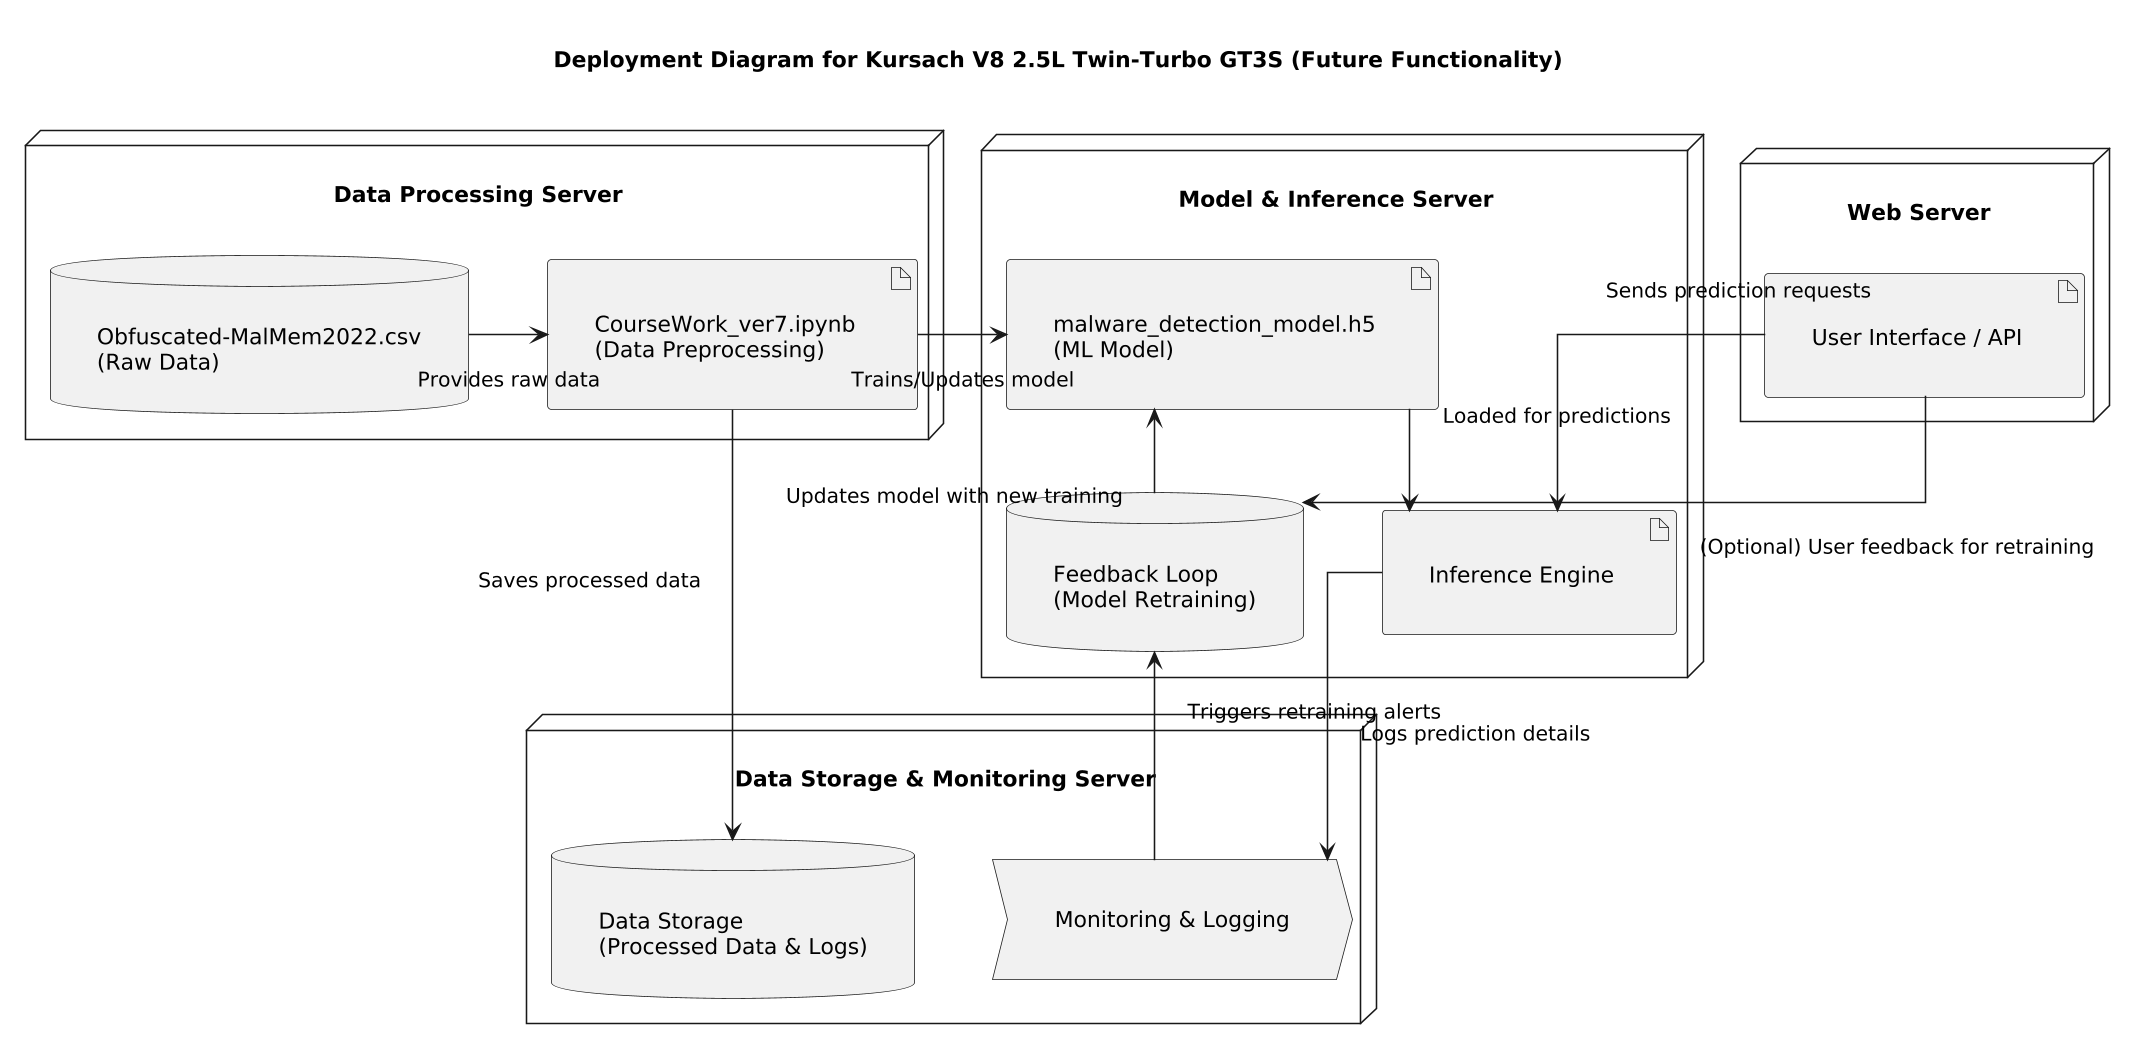 Deployment Diagram for Kursach V8 2.5L Twin-Turbo GT3S (Future Functionality)
Data Processing Server
Obfuscated-MalMem2022.csv
(Raw Data)
Provides raw data
CourseWork_ver7.ipynb
(Data Preprocessing)
Trains/Updates model
Model & Inference Server
malware_detection_model.h5
(ML Model)
Loaded for predictions
Web Server
Sends prediction requests
User Interface / API
Updates model with new training
Feedback Loop
(Model Retraining)
Inference Engine
(Optional) User feedback for retraining
Saves processed data
Triggers retraining alerts
Logs prediction details
Data Storage & Monitoring Server
Data Storage
(Processed Data & Logs)
Monitoring & Logging